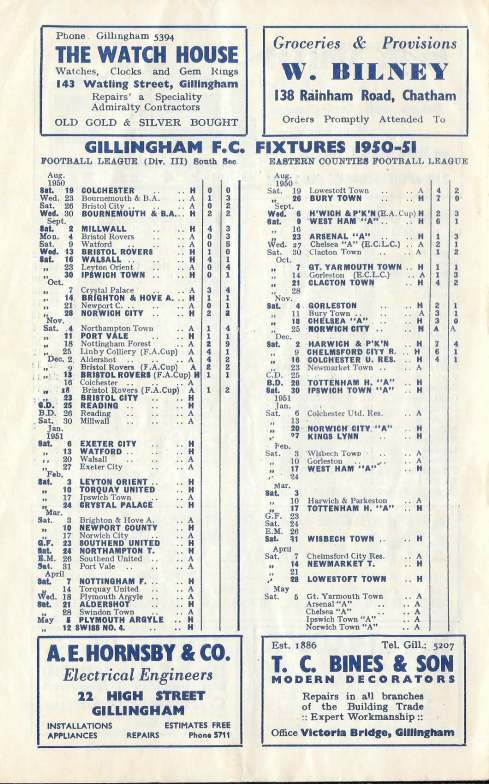 Phone Gillingham 5394
THE WATCH HOUSE
Watches, Clocks and Gem Rings
143 Watling Street, Gillingham
Repairs' a Speciality
Admiralty Contractors
OLD GOLD & SILVER BOUGHT
Groceries & Provisions
W. BILNEY
138 Rainham Road, Chatham
Orders Promptly Attended To
GILLINGHAM F.C. FIXTURES 1950-51
FOOTBALL LEAGUE (Div. III) South Sec
Aug.
1950
Sat. 19 COLCHESTER .. .. H 0 0
Wed. 23 Bournemouth & B.A. .. A 1 3
Sat. 26 Bristol City .. .. A 0 2
Wed. 30 BOURNEMOUTH & B.A. .. H 2 2
Sept.
Sat. 2 MILLWALL .. .. H 4 3
Mon. 4 Bristol Rovers .. .. A 0 3
Sat. 9 Watford .. .. A 0 5
Wed. 13 BRISTOL ROVERS .. H 1 0
Sat. 16 WALSALL .. .. H 4 1
„ 23 Leyton Orient .. .. A 0 4
„ 30 IPSWICH TOWN .. .. H 0 1
Oct.
„ 7 Crystal Palace .. .. A 3 4
„ 14 BRIGHTON & HOVE A. .. H 1 1
„ 21 Newport C. .. .. A 0 1
„ 28 NORWICH CITY .. .. H 2 2
Nov.
Sat. 4 Northampton Town .. A 1 4
„ 11 PORT VALE .. .. H 1 1
„ 18 Nottingham Forest .. A 2 9
„ 25 Linby Colliery (F.A.Cup) A 4 1
„ Dec. 2 Aldershot .. .. A 4 2
„ 9 Bristol Rovers (F.A.Cup) A 2 2
„ 13 BRISTOL ROVERS (F.A.Cup) H 1
„ 16 Colchester .. .. A
„ 18 Bristol Rovers (F.A.Cup) A 1 2
„ 23 BRISTOL CITY .. H
C.D. 25 READING .. .. H
B.D. 26 Reading .. .. A
Sat. 30 Millwall .. .. A
Jan.
1951
Sat. 6 EXETER CITY .. H
„ 13 WATFORD .. .. H
„ 20 Walsall .. .. A
„ 27 Exeter City .. .. A
Feb.
Sat. 3 LEYTON ORIENT .. H
„ 10 TORQUAY UNITED .. H
„ 17 Ipswich Town .. A
„ 24 CRYSTAL PALACE .. H
Mar.
Sat. 3 Brighton & Hove A. .. A
„ 10 NEWPORT COUNTY .. H
„ 17 Norwich City .. A
G.F. 23 SOUTHEND UNITED .. H
Sat. 24 NORTHAMPTON T. .. H
E.M. 26 Southend United .. A
Sat. 31 Port Vale .. .. A
April
Sat. 7 NOTTINGHAM F. .. H
„ 14 Torquay United .. A
Wed. 18 Plymouth Argyle .. A
Sat. 21 ALDERSHOT .. .. H
„ 28 Swindon Town .. A
May 5 PLYMOUTH ARGYLE .. H
„ 12 SWISS NO. 4. .. .. H
EASTERN COUNTIES FOOTBALL LEAGUE
Aug.
1950
Sat. 19 Lowestoft Town .. A 4 2
„ 26 BURY TOWN .. H 7 0
Sept.
Wed. 6 H'WICH & P'K'N (E.A.Cup) H 2 3
Sat. 9 WEST HAM "A" .. H 6 1
„ 16
„ 23 ARSENAL "A" .. H 1 3
Wed. 27 Chelsea "A" (E.C.L.C.) .. A 2 1
Sat. 30 Clacton Town .. A 1 2
Oct.
„ 7 GT. YARMOUTH TOWN .. H 1 1
„ 14 Gorleston (E.C.L.C.) .. A 1 3
„ 21 CLACTON TOWN .. H 4 2
„ 28
Nov.
Sat. 4 GORLESTON .. H 2 1
„ 11 Bury Town .. .. A 3 1
„ 18 CHELSEA "A" .. H 3 0
„ 25 NORWICH CITY .. H A A
Dec.
Sat. 2 HARWICH & P'K'N .. H 7 4
„ 9 CHELMSFORD CITY R. .. H 6 1
„ 16 COLCHESTER U. RES. .. H 4 1
„ 23 Newmarket Town .. A
C.D. 25
B.D. 26 TOTTENHAM H. "A" .. H
Sat. 30 IPSWICH TOWN "A" .. H
1951
Jan.
Sat. 6 Colchester Utd. Res. .. A
„ 13
„ 20 NORWICH CITY "A" .. H
„ 27 KINGS LYNN .. H
Feb.
Sat. 3 Wisbech Town .. A
„ 10 Gorleston .. .. A
„ 17 WEST HAM "A" .. H
„ 24
Mar.
Sat. 3
„ 10 Harwich & Parkeston .. A
„ 17 TOTTENHAM H. "A" .. H
G.F. 23
Sat. 24
E.M. 26
Sat. 31 WISBECH TOWN .. H
April
Sat. 7 Chelmsford City Res. .. A
„ 14 NEWMARKET T. .. H
„ 21
„ 28 LOWESTOFT TOWN .. H
May
Sat. 5 Gt. Yarmouth Town .. A
Arsenal "A" .. .. A
Chelsea "A" .. .. A
Ipswich Town "A" .. A
Norwich Town "A" .. A
A. E. HORNSBY & CO.
Electrical Engineers
22 HIGH STREET
GILLINGHAM
INSTALLATIONS ESTIMATES FREE
APPLIANCES REPAIRS Phone 5711
Est. 1886 Tel. Gill.: 5207
T. C. BINES & SON
MODERN DECORATORS
Repairs in all branches
of the Building Trade
:: Expert Workmanship ::
Office Victoria Bridge, Gillingham